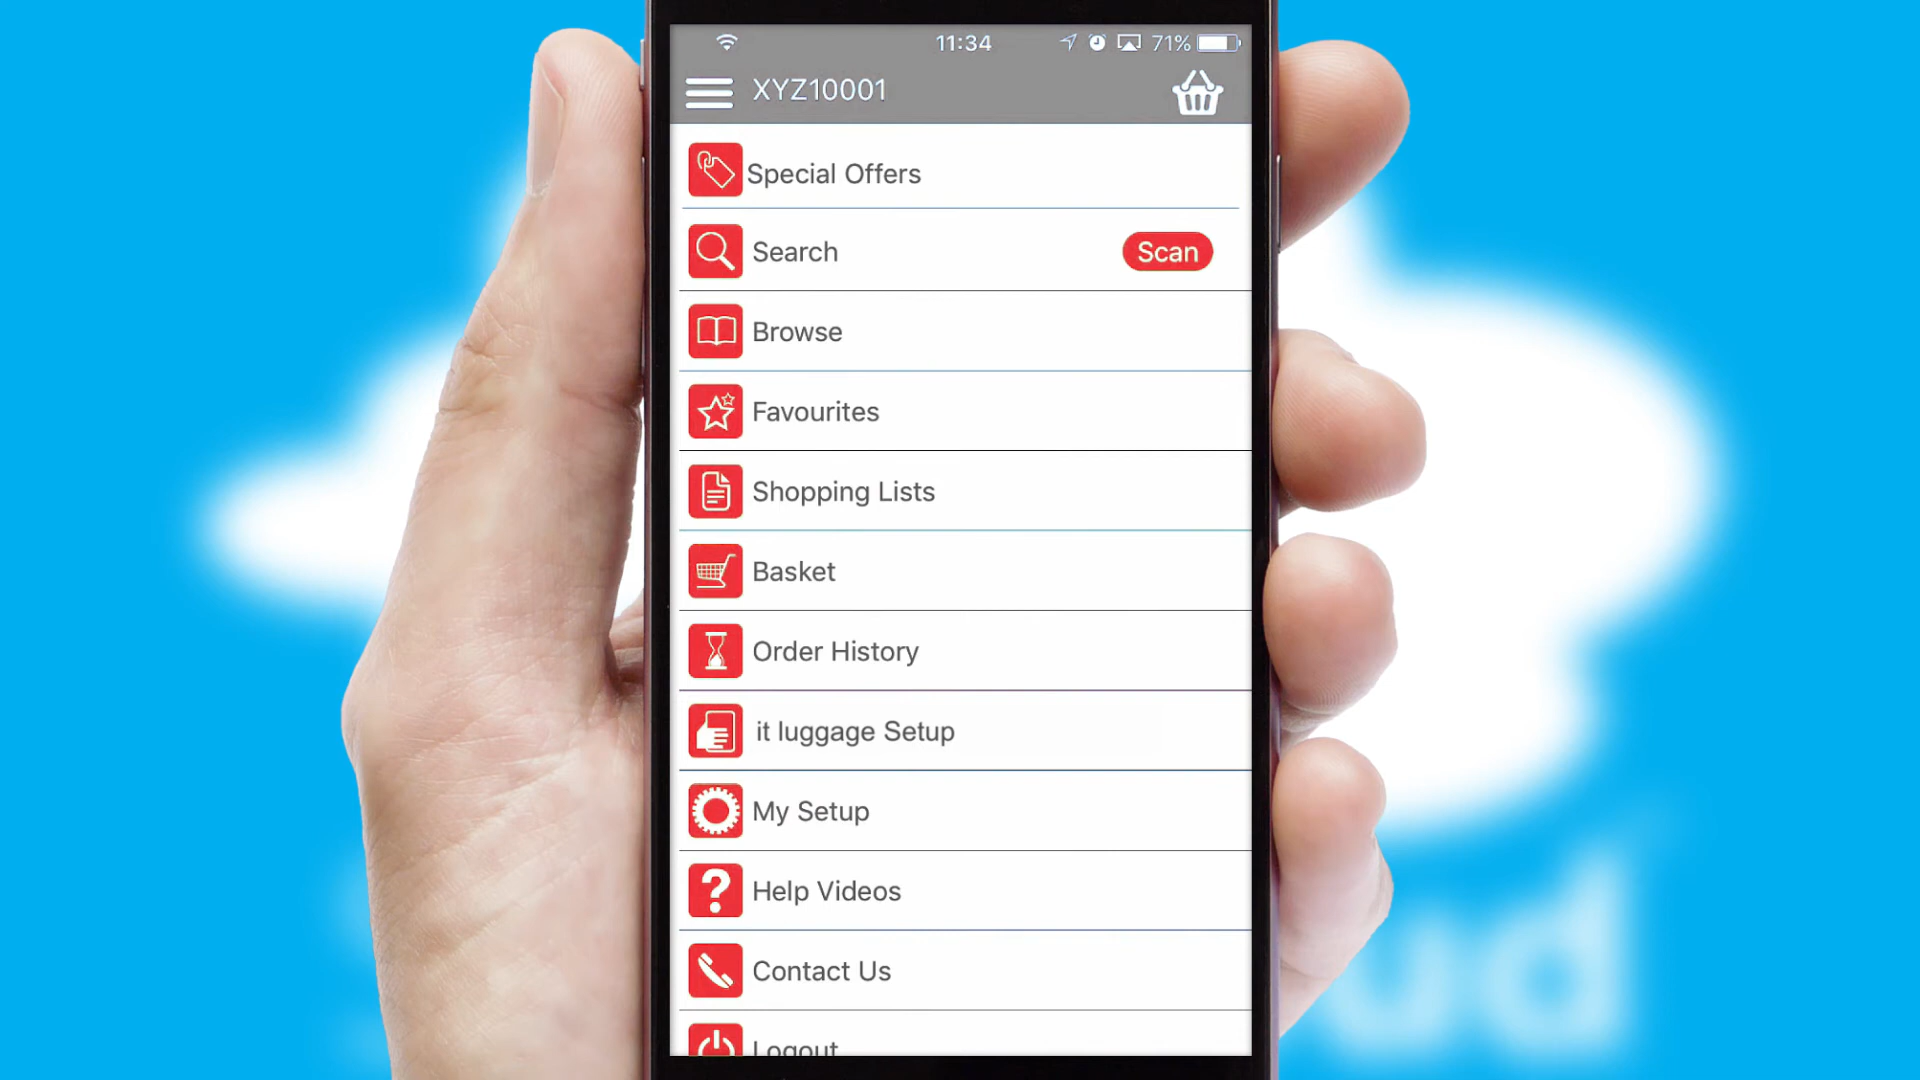 11:34
71%
XYZ10001
Special Offers
Search
Scan
Browse
Favourites
Shopping Lists
Basket
Order History
it luggage Setup
My Setup
Help Videos
Contact Us
Logout
ud